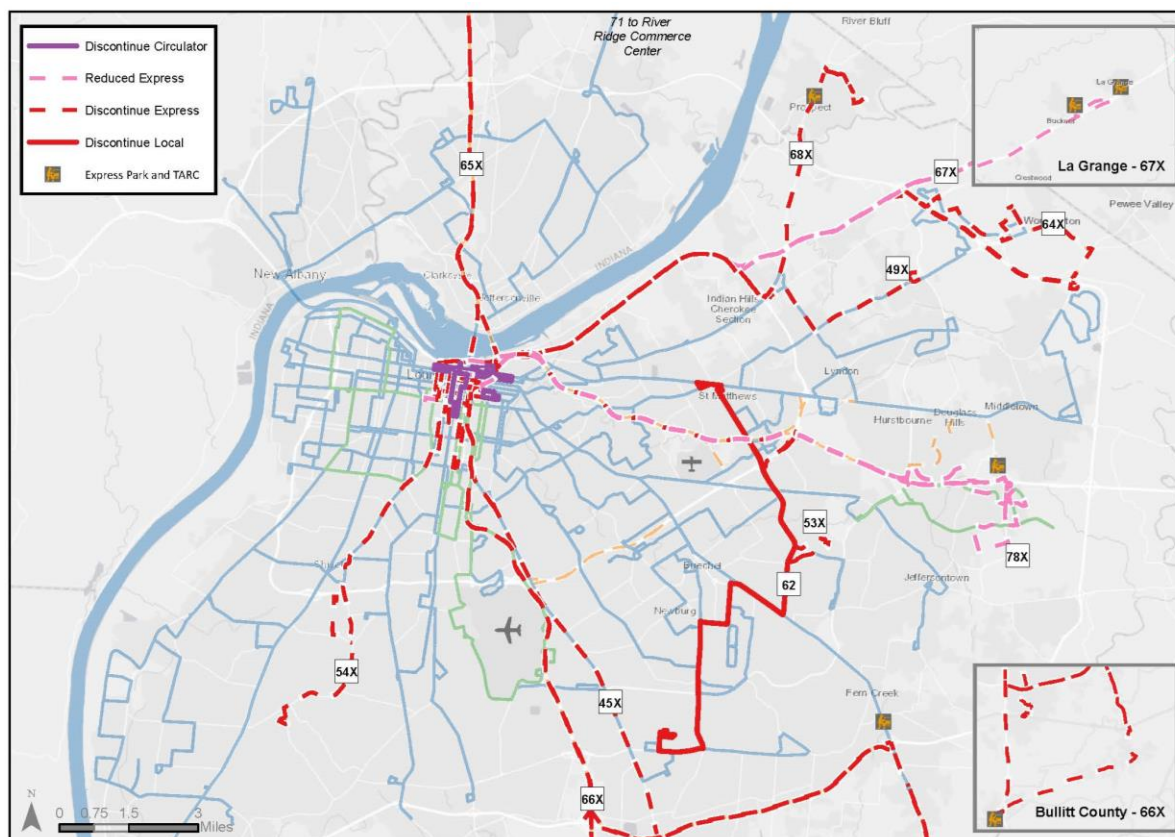 Discontinue Circulator
Reduced Express
Discontinue Express
Discontinue Local
Express Park and TARC
71 to River
Ridge Commerce
Center
River Bluff
Prospect
La Grange
Buckner
Crestwood
La Grange - 67X
65X
68X
67X
Pewee Valley
64X
49X
New Albany
Clarksville
INDIANA
INDIANA
Indian Hills
Cherokee
Section
Lyndon
St Matthews
Hurstbourne
Douglass
Hills
Middletown
53X
78X
62
Buechel
Jeffersontown
Newburg
54X
45X
Fern Creek
66X
Bullitt County - 66X
N
0 0.75 1.5 3
Miles